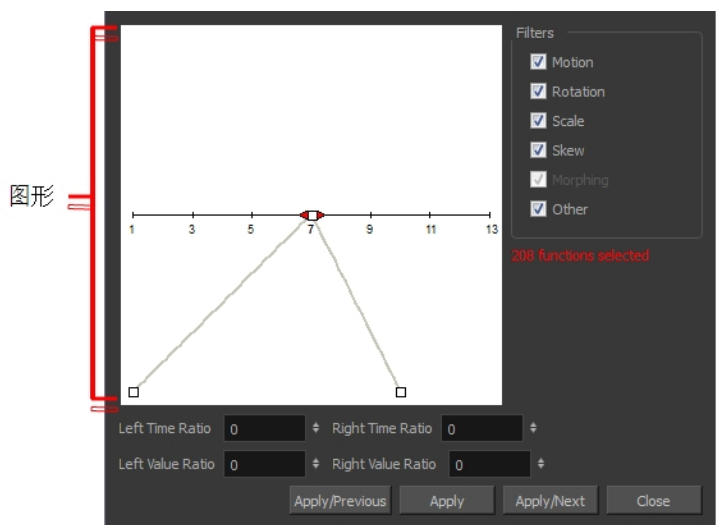 图形
1 3 5 7 9 11 13
Filters
Motion
Rotation
Scale
Skew
Morphing
Other
208 functions selected
Left Time Ratio 0 Right Time Ratio 0
Left Value Ratio 0 Right Value Ratio 0
Apply/Previous Apply Apply/Next Close